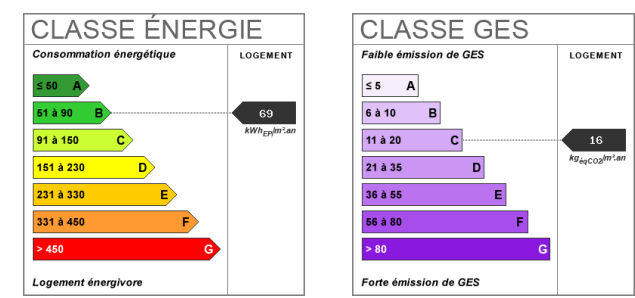 CLASSE ÉNERGIE
Consommation énergétique
LOGEMENT
≤ 50 A
51 à 90 B
69
kWhEP/m².an
91 à 150 C
151 à 230 D
231 à 330 E
331 à 450 F
> 450 G
Logement énergivore
CLASSE GES
Faible émission de GES
LOGEMENT
≤ 5 A
6 à 10 B
11 à 20 C
16
kgéqCO2/m².an
21 à 35 D
36 à 55 E
56 à 80 F
> 80 G
Forte émission de GES